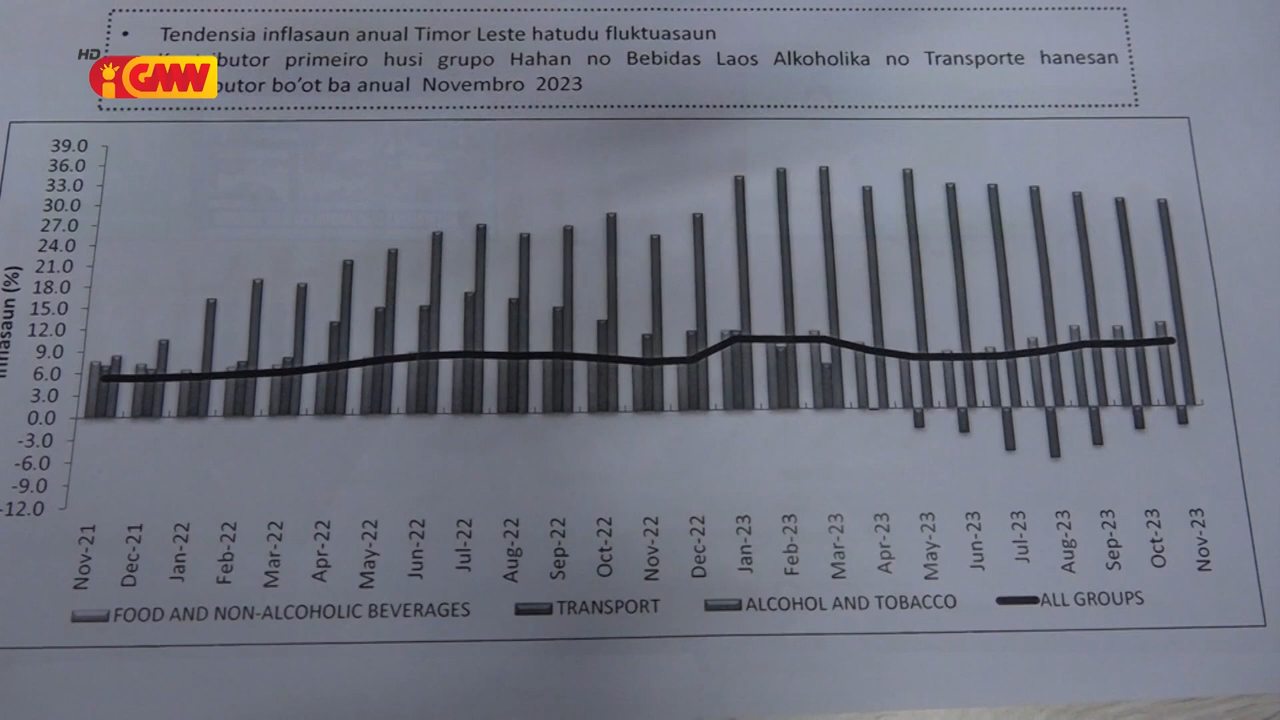 • Tendensia inflasaun anual Timor Leste hatudu fluktuasaun
HD
iGMW
primeiro husi grupo Hahan no Bebidas Laos Alkoholika no Transporte hanesan
bo’ot ba anual Novembro 2023
39.0
36.0
33.0
30.0
27.0
24.0
21.0
18.0
15.0
12.0
9.0
6.0
3.0
0.0
-3.0
-6.0
-9.0
-12.0
Inflasaun (%)
Nov-21
Dec-21
Jan-22
Feb-22
Mar-22
Apr-22
May-22
Jun-22
Jul-22
Aug-22
Sep-22
Oct-22
Nov-22
Dec-22
Jan-23
Feb-23
Mar-23
Apr-23
May-23
Jun-23
Jul-23
Aug-23
Sep-23
Oct-23
Nov-23
FOOD AND NON-ALCOHOLIC BEVERAGES TRANSPORT ALCOHOL AND TOBACCO ALL GROUPS